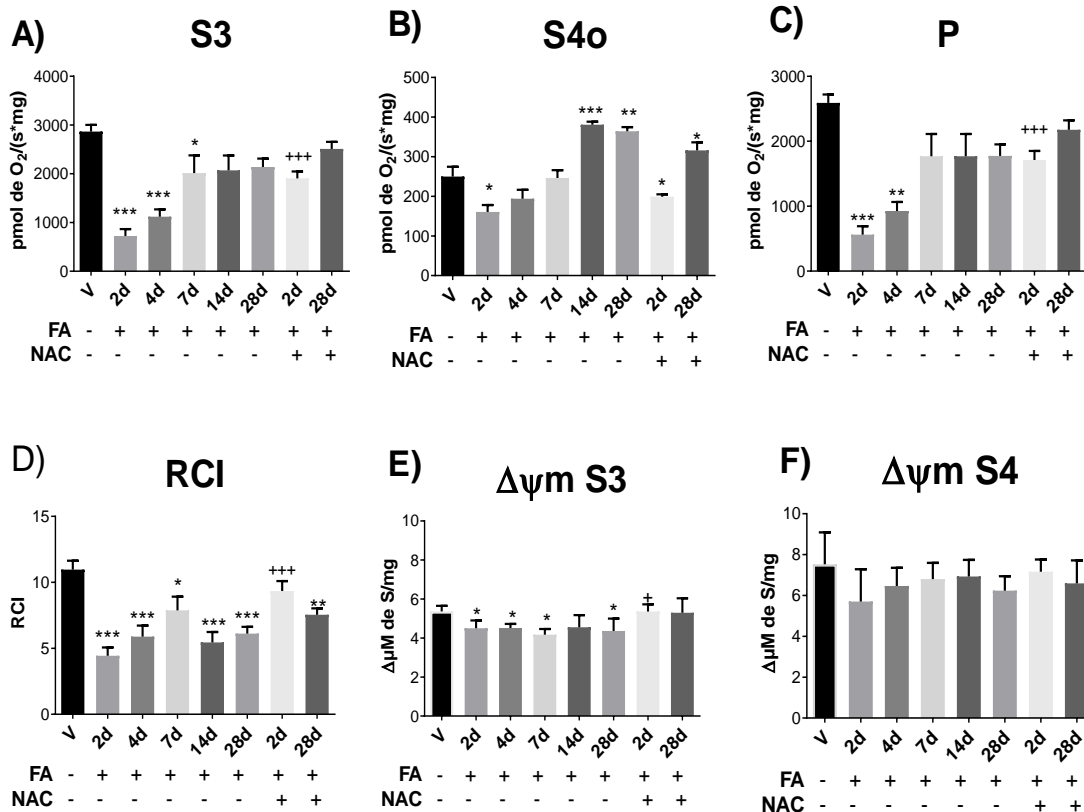 A) S3
pmol de O₂/(s*mg)
4000
3000
2000
1000
0
*** *** * +++
V 2d 4d 7d 14d 28d 2d 28d
FA - + + + + + + +
NAC - - - - - - + +
B) S4o
pmol de O₂/(s*mg)
500
400
300
200
100
0
* *** ** * *
V 2d 4d 7d 14d 28d 2d 28d
FA - + + + + + + +
NAC - - - - - - + +
C) P
pmol de O₂/(s*mg)
3000
2000
1000
0
*** ** +++
V 2d 4d 7d 14d 28d 2d 28d
FA - + + + + + + +
NAC - - - - - - + +
D) RCI
RCI
15
10
5
0
*** *** * *** *** +++ **
V 2d 4d 7d 14d 28d 2d 28d
FA - + + + + + + +
NAC - - - - - - + +
E) Δψm S3
ΔµM de S/mg
10
8
6
4
2
0
* * * * +
V 2d 4d 7d 14d 28d 2d 28d
FA - + + + + + + +
NAC - - - - - - + +
F) Δψm S4
ΔµM de S/mg
10
8
6
4
2
0
V 2d 4d 7d 14d 28d 2d 28d
FA - + + + + + + +
NAC - - - - - - + +